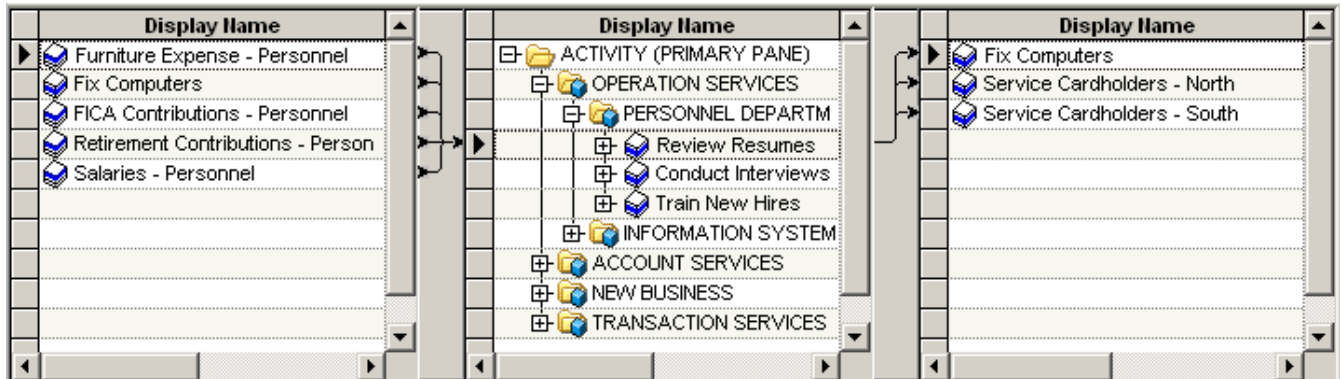 Display Name
Furniture Expense - Personnel
Fix Computers
FICA Contributions - Personnel
Retirement Contributions - Person
Salaries - Personnel
Display Name
ACTIVITY (PRIMARY PANE)
OPERATION SERVICES
PERSONNEL DEPARTM
Review Resumes
Conduct Interviews
Train New Hires
INFORMATION SYSTEM
ACCOUNT SERVICES
NEW BUSINESS
TRANSACTION SERVICES
Display Name
Fix Computers
Service Cardholders - North
Service Cardholders - South